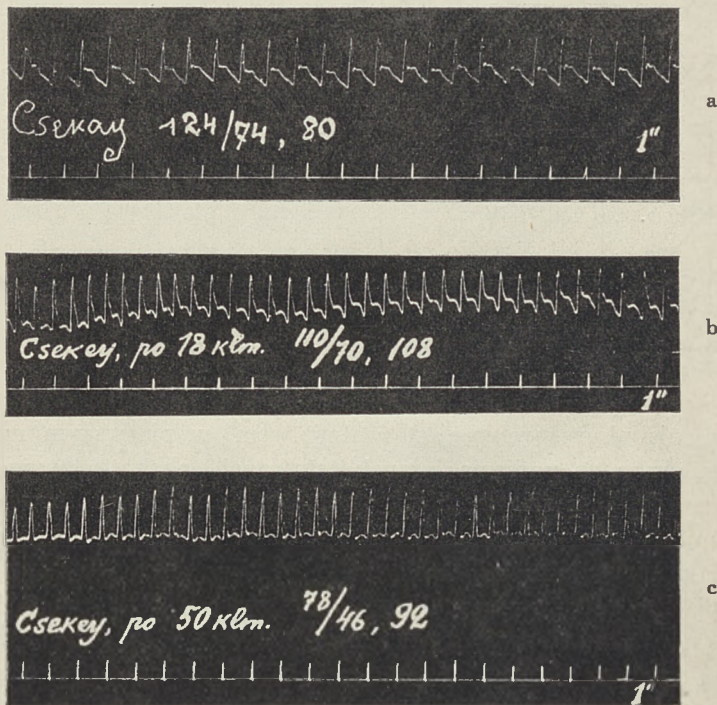 Csekay 124/74, 80
1"
a
Csekey, po 18 klm. 110/70, 108
1"
b
Csekey, po 50 klm. 78/46, 92
1"
c